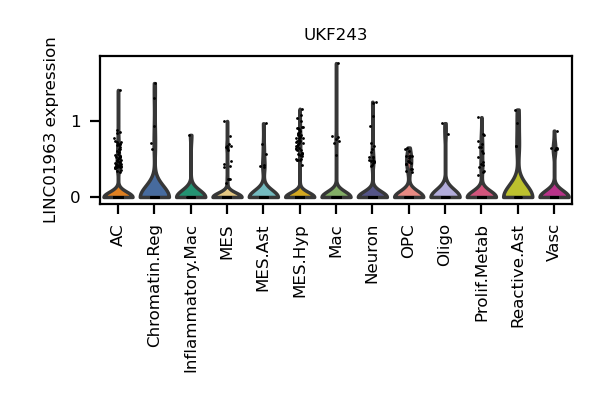 UKF243
LINC01963 expression
1
0
AC
Chromatin.Reg
Inflammatory.Mac
MES
MES.Ast
MES.Hyp
Mac
Neuron
OPC
Oligo
Prolif.Metab
Reactive.Ast
Vasc